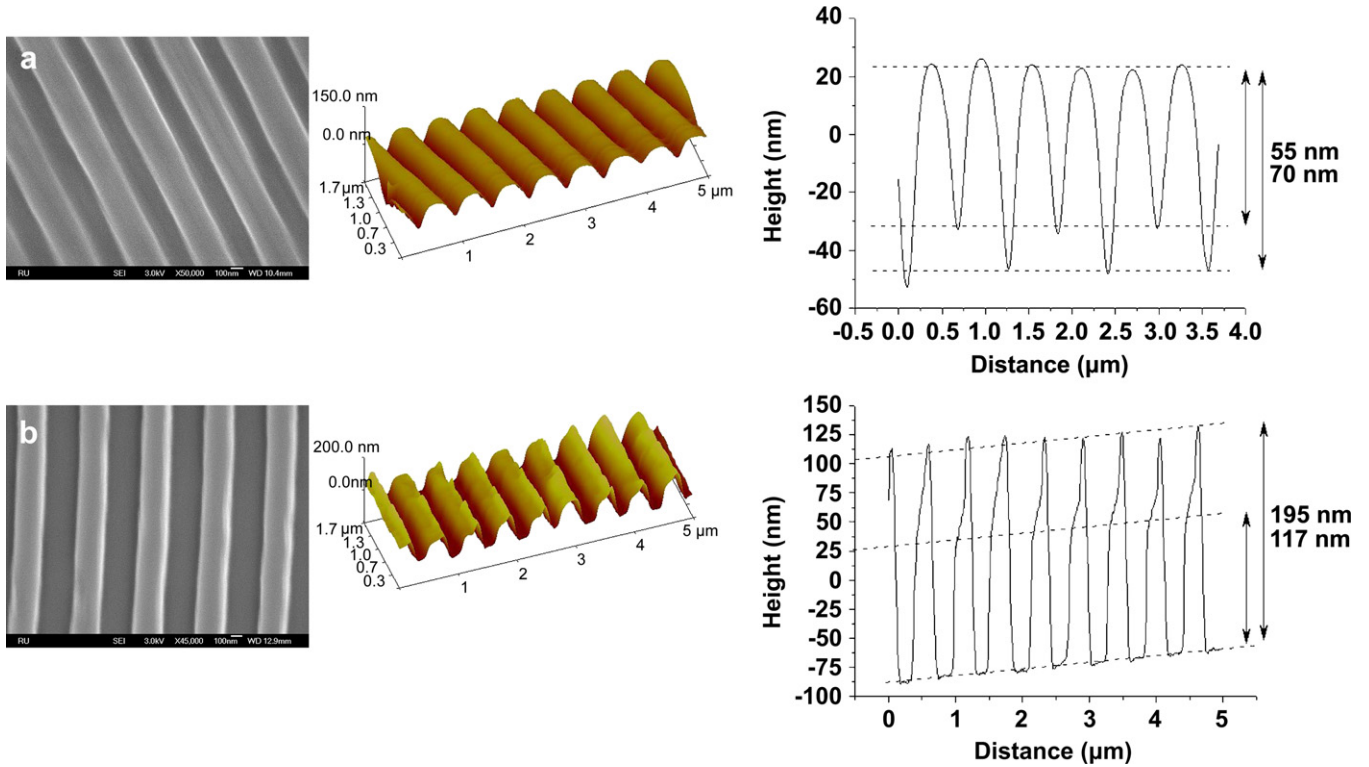 a
RU SEI 3.0kV X50,000 100nm WD 10.4mm
150.0 nm
0.0 nm
1.7 µm
1.3
1.0
0.7
0.3
1
2
3
4
5 µm
Height (nm)
40
20
0
-20
-40
-60
-0.5 0.0 0.5 1.0 1.5 2.0 2.5 3.0 3.5 4.0
Distance (µm)
55 nm
70 nm
b
RU SEI 3.0kV X45,000 100nm WD 12.9mm
200.0 nm
0.0nm
1.7 µm
1.3
1.0
0.7
0.3
1
2
3
4
5 µm
Height (nm)
150
125
100
75
50
25
0
-25
-50
-75
-100
0 1 2 3 4 5
Distance (µm)
195 nm
117 nm